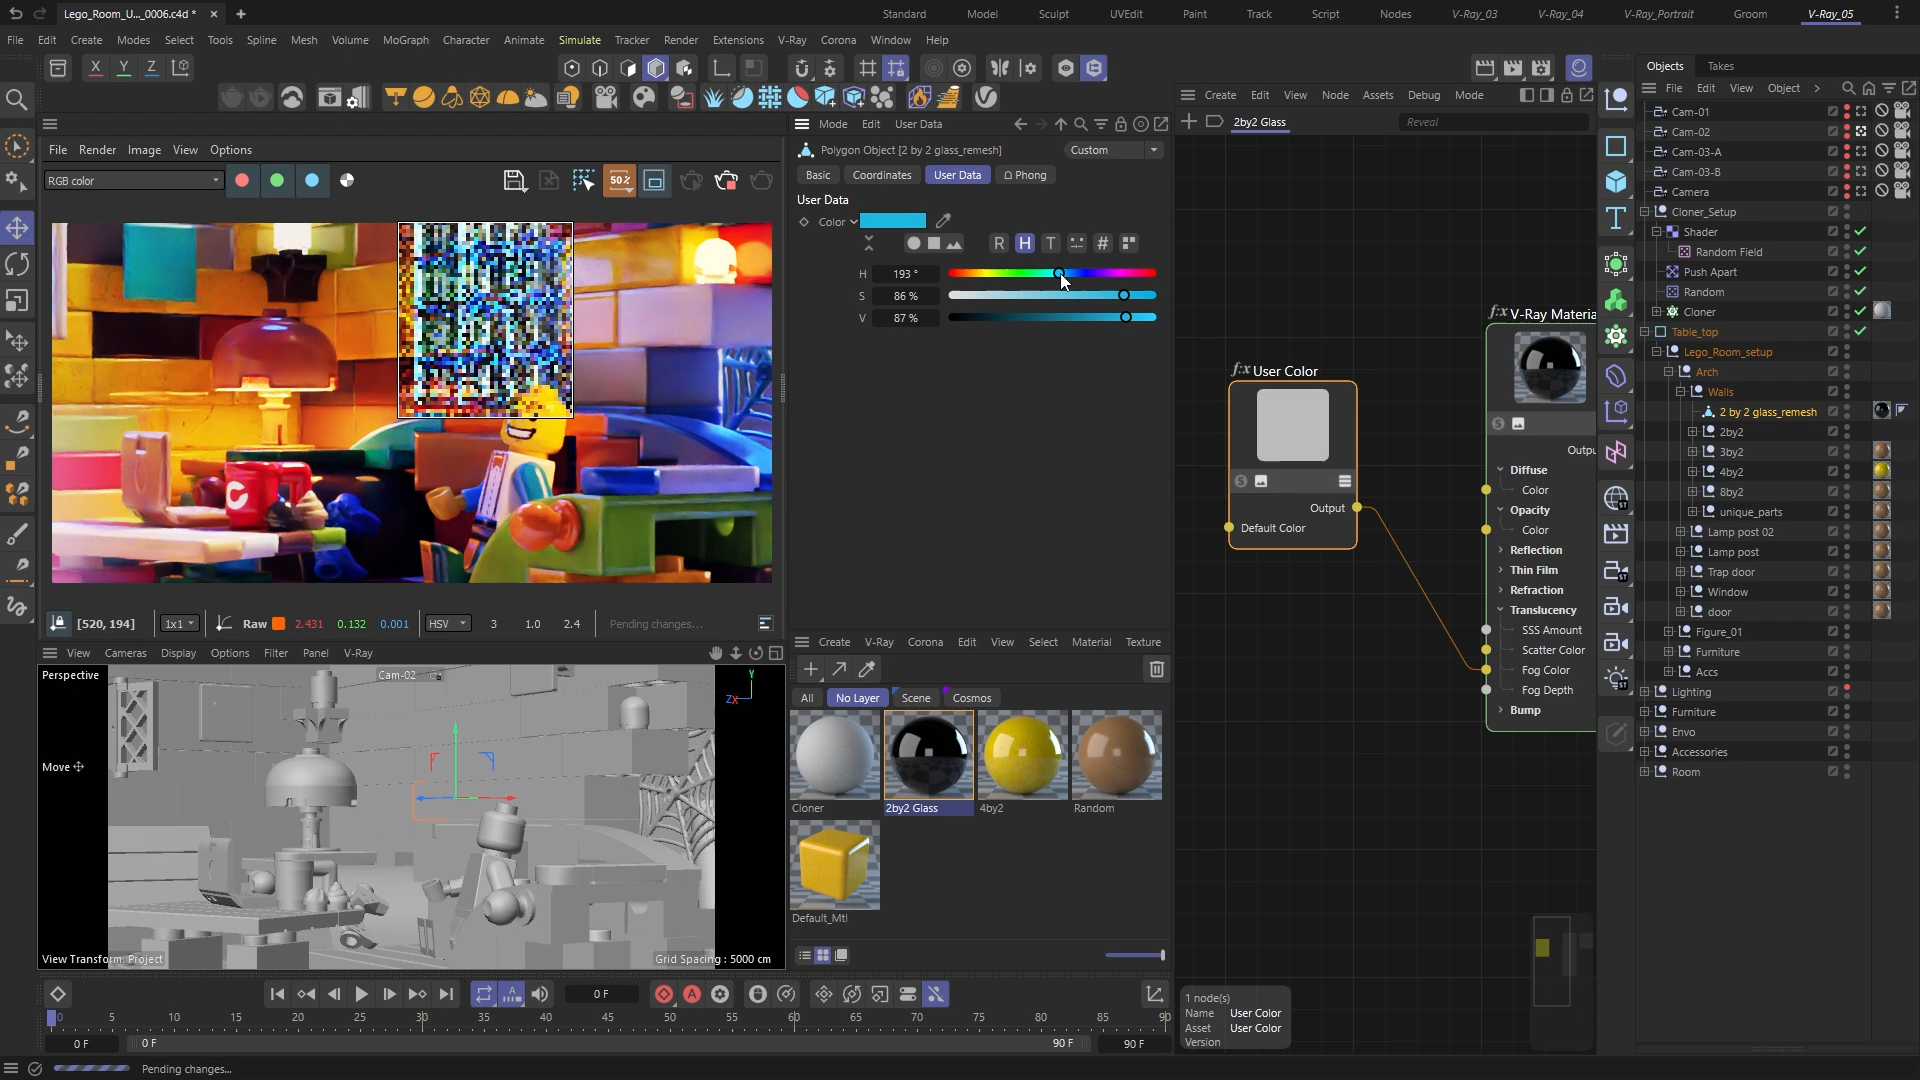 Lego_Room_U..._0006.c4d *
Standard
Model
Sculpt
UVEdit
Paint
Track
Script
Nodes
V-Ray_03
V-Ray_04
V-Ray_Portrait
Groom
V-Ray_05
File Edit Create Modes Select Tools Spline Mesh Volume MoGraph Character Animate Simulate Tracker Render Extensions V-Ray Corona Window Help
X Y Z
File Render Image View Options
RGB color
50%
[520, 194]
1x1
Raw 2.431 0.132 0.001
HSV
3 1.0 2.4
Pending changes...
View Cameras Display Options Filter Panel V-Ray
Perspective
Cam-02
Y
ZX
Move
View Transform: Project
Grid Spacing : 5000 cm
Mode Edit User Data
Polygon Object [2 by 2 glass_remesh]
Custom
Basic Coordinates User Data Phong
User Data
Color
R H T #
H 193 °
S 86 %
V 87 %
Create V-Ray Corona Edit View Select Material Texture
All No Layer Scene Cosmos
Cloner
2by2 Glass
4by2
Random
Default_Mtl
Create Edit View Node Assets Debug Mode
2by2 Glass
Reveal
f:x User Color
Output
Default Color
f:x V-Ray Materia
Outpu
Diffuse
Color
Opacity
Color
Reflection
Thin Film
Refraction
Translucency
SSS Amount
Scatter Color
Fog Color
Fog Depth
Bump
1 node(s)
Name User Color
Asset User Color
Version
Objects Takes
File Edit View Object
Cam-01
Cam-02
Cam-03-A
Cam-03-B
Camera
Cloner_Setup
Shader
Random Field
Push Apart
Random
Cloner
Table_top
Lego_Room_setup
Arch
Walls
2 by 2 glass_remesh
2by2
3by2
4by2
8by2
unique_parts
Lamp post 02
Lamp post
Trap door
Window
door
Figure_01
Furniture
Accs
Lighting
Furniture
Envo
Accessories
Room
0 F
0 5 10 15 20 25 30 35 40 45 50 55 60 65 70 75 80 85 90
0 F
0 F
90 F
90 F
Pending changes...